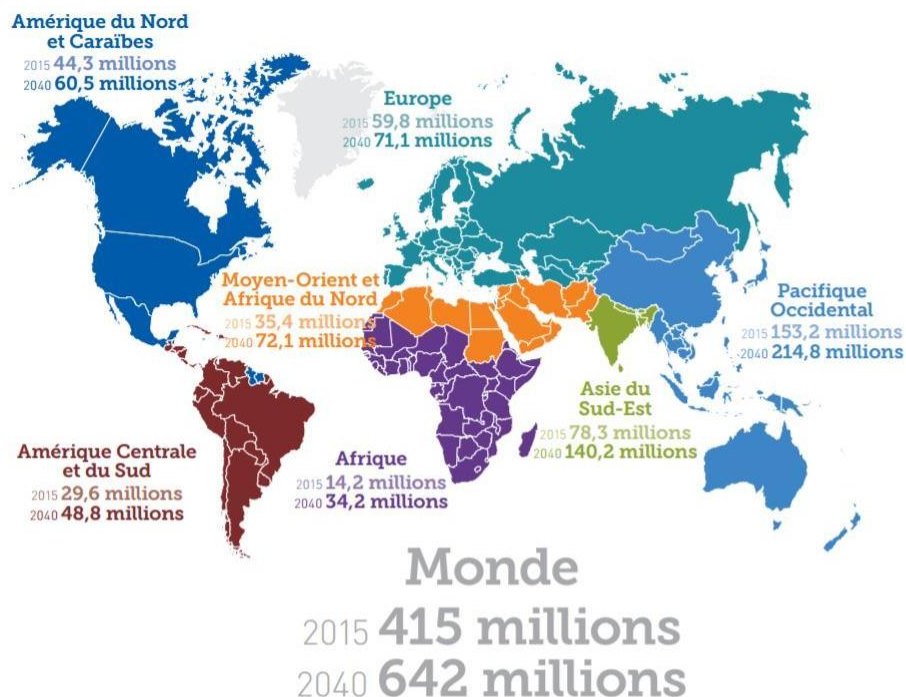 Amérique du Nord
et Caraïbes
2015 44,3 millions
2040 60,5 millions
Europe
2015 59,8 millions
2040 71,1 millions
Moyen-Orient et
Afrique du Nord
2015 35,4 millions
2040 72,1 millions
Pacifique
Occidental
2015 153,2 millions
2040 214,8 millions
Asie du
Sud-Est
2015 78,3 millions
2040 140,2 millions
Amérique Centrale
et du Sud
2015 29,6 millions
2040 48,8 millions
Afrique
2015 14,2 millions
2040 34,2 millions
Monde
2015 415 millions
2040 642 millions